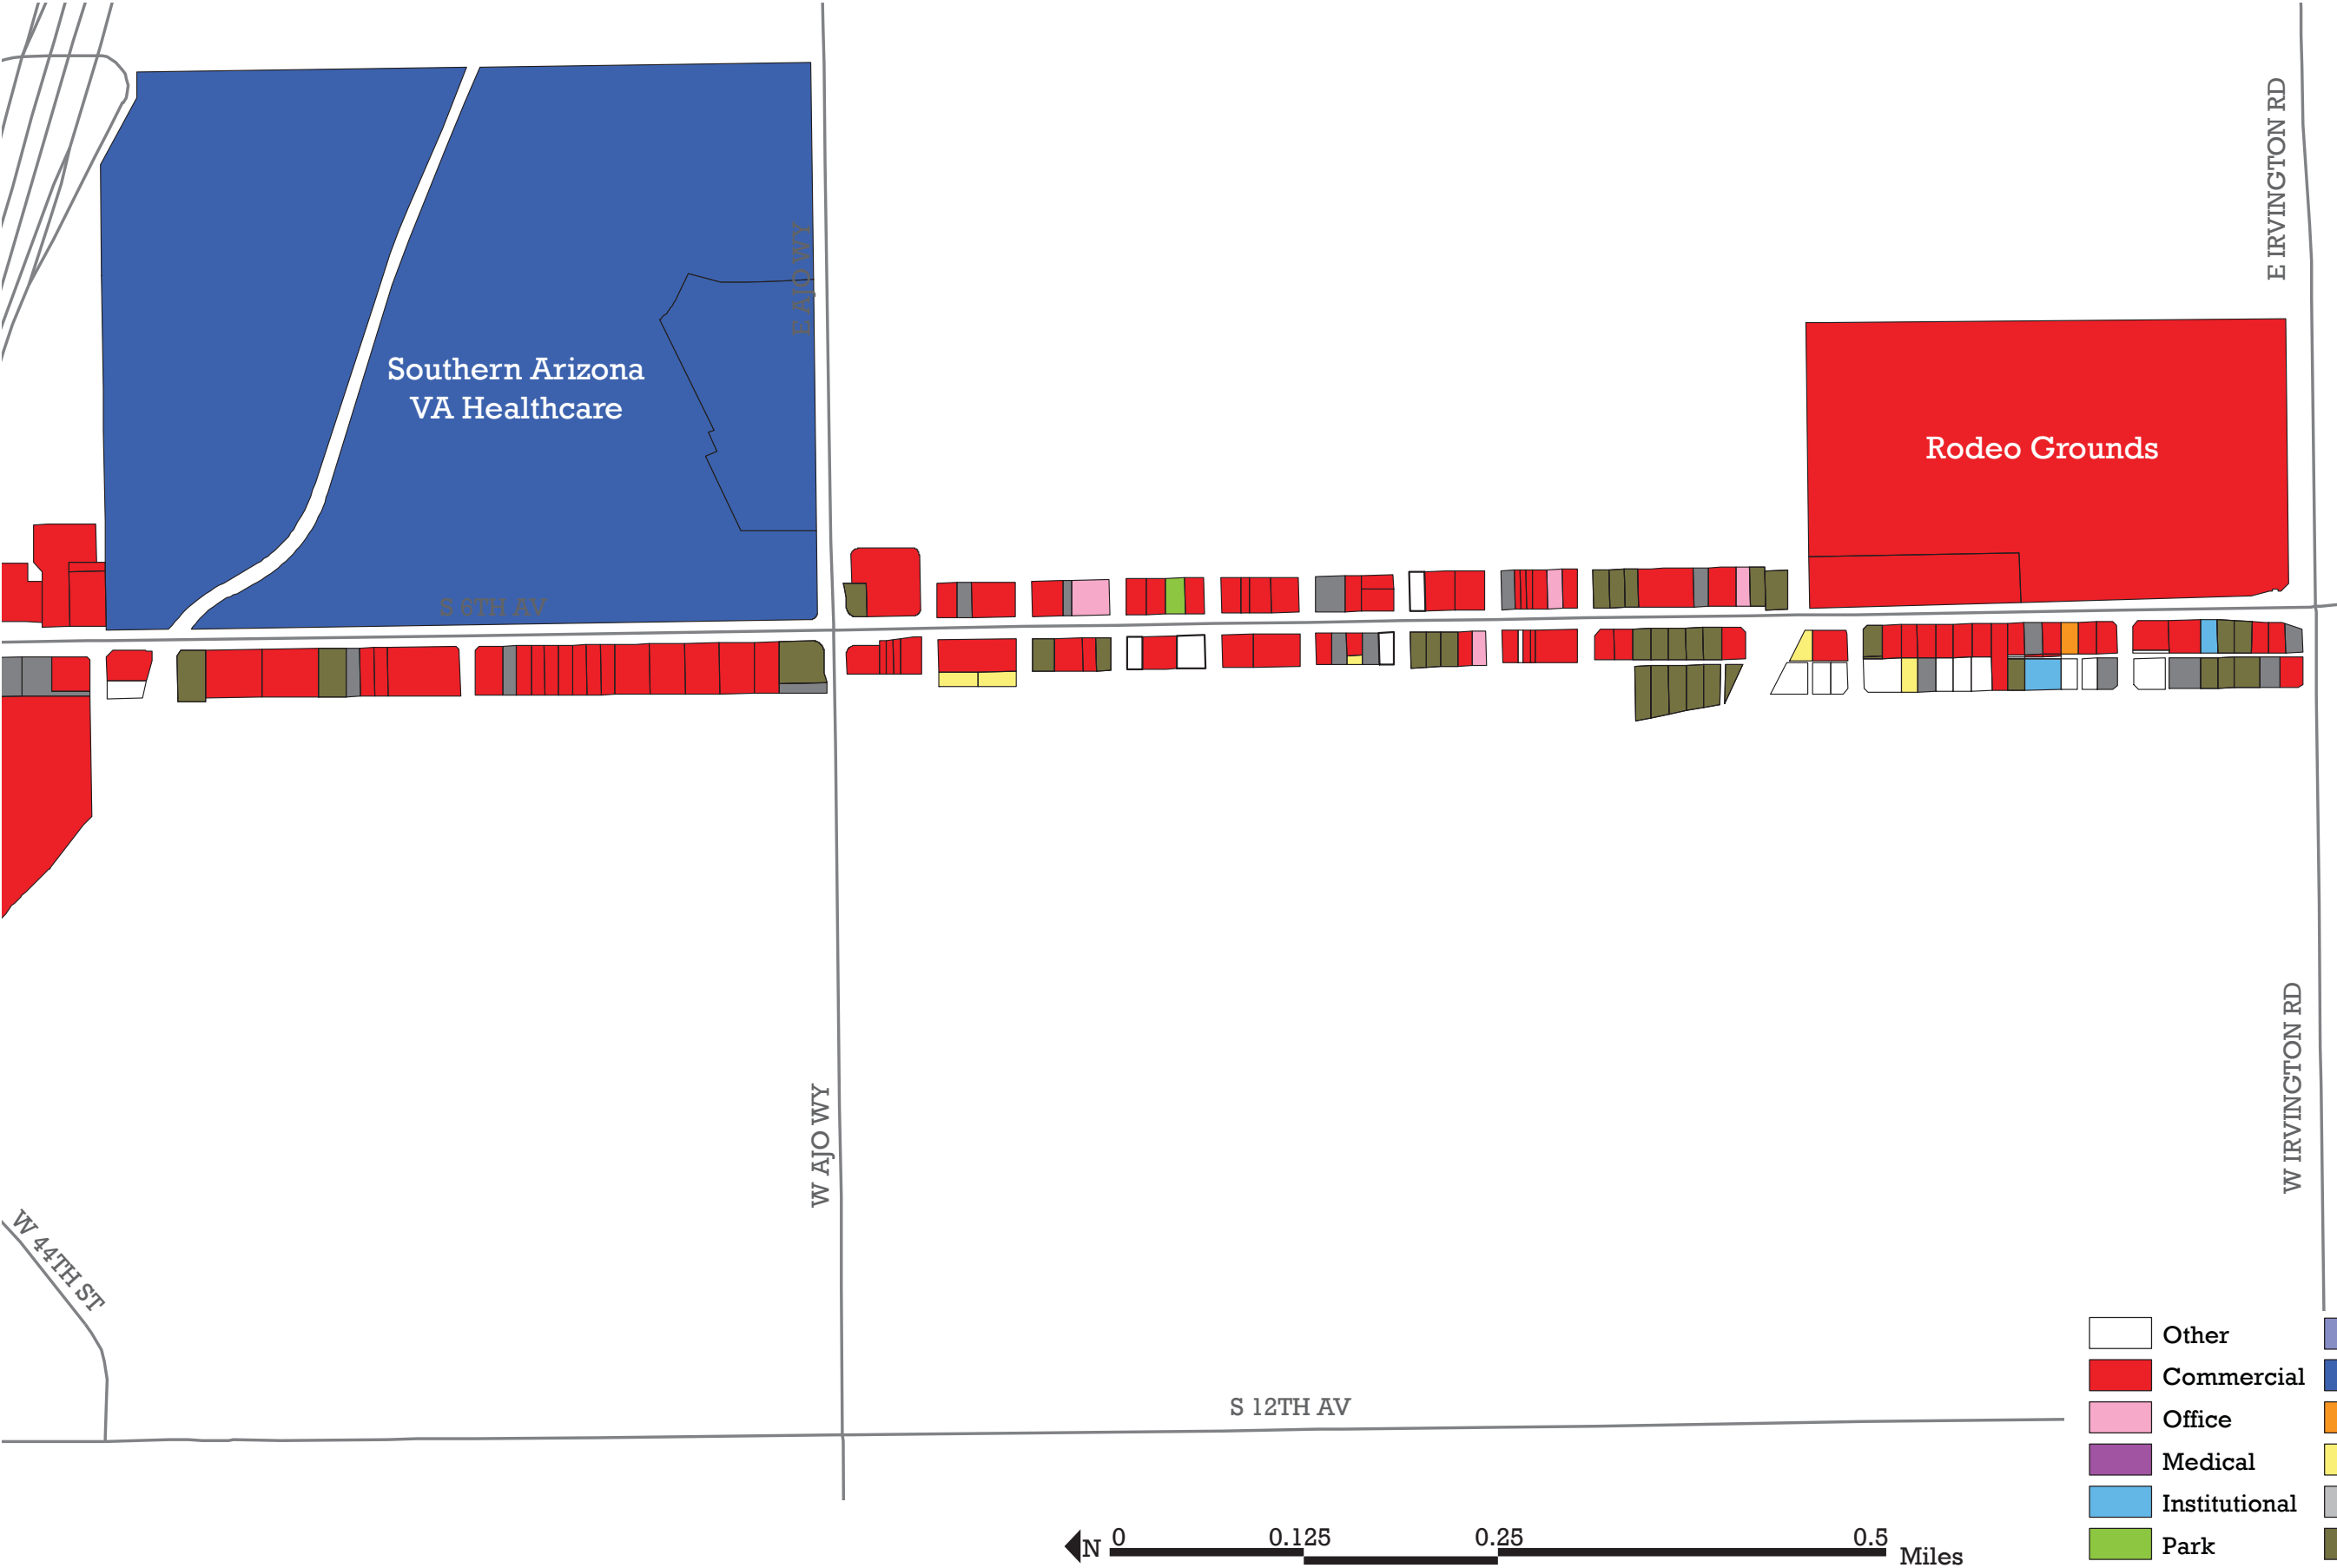 E IRVINGTON RD
E AJO WY
Southern Arizona
VA Healthcare
Rodeo Grounds
S 6TH AV
W IRVINGTON RD
W AJO WY
W 44TH ST
S 12TH AV
Other
Commercial
Office
Medical
Institutional
Park
N 0 0.125 0.25 0.5 Miles